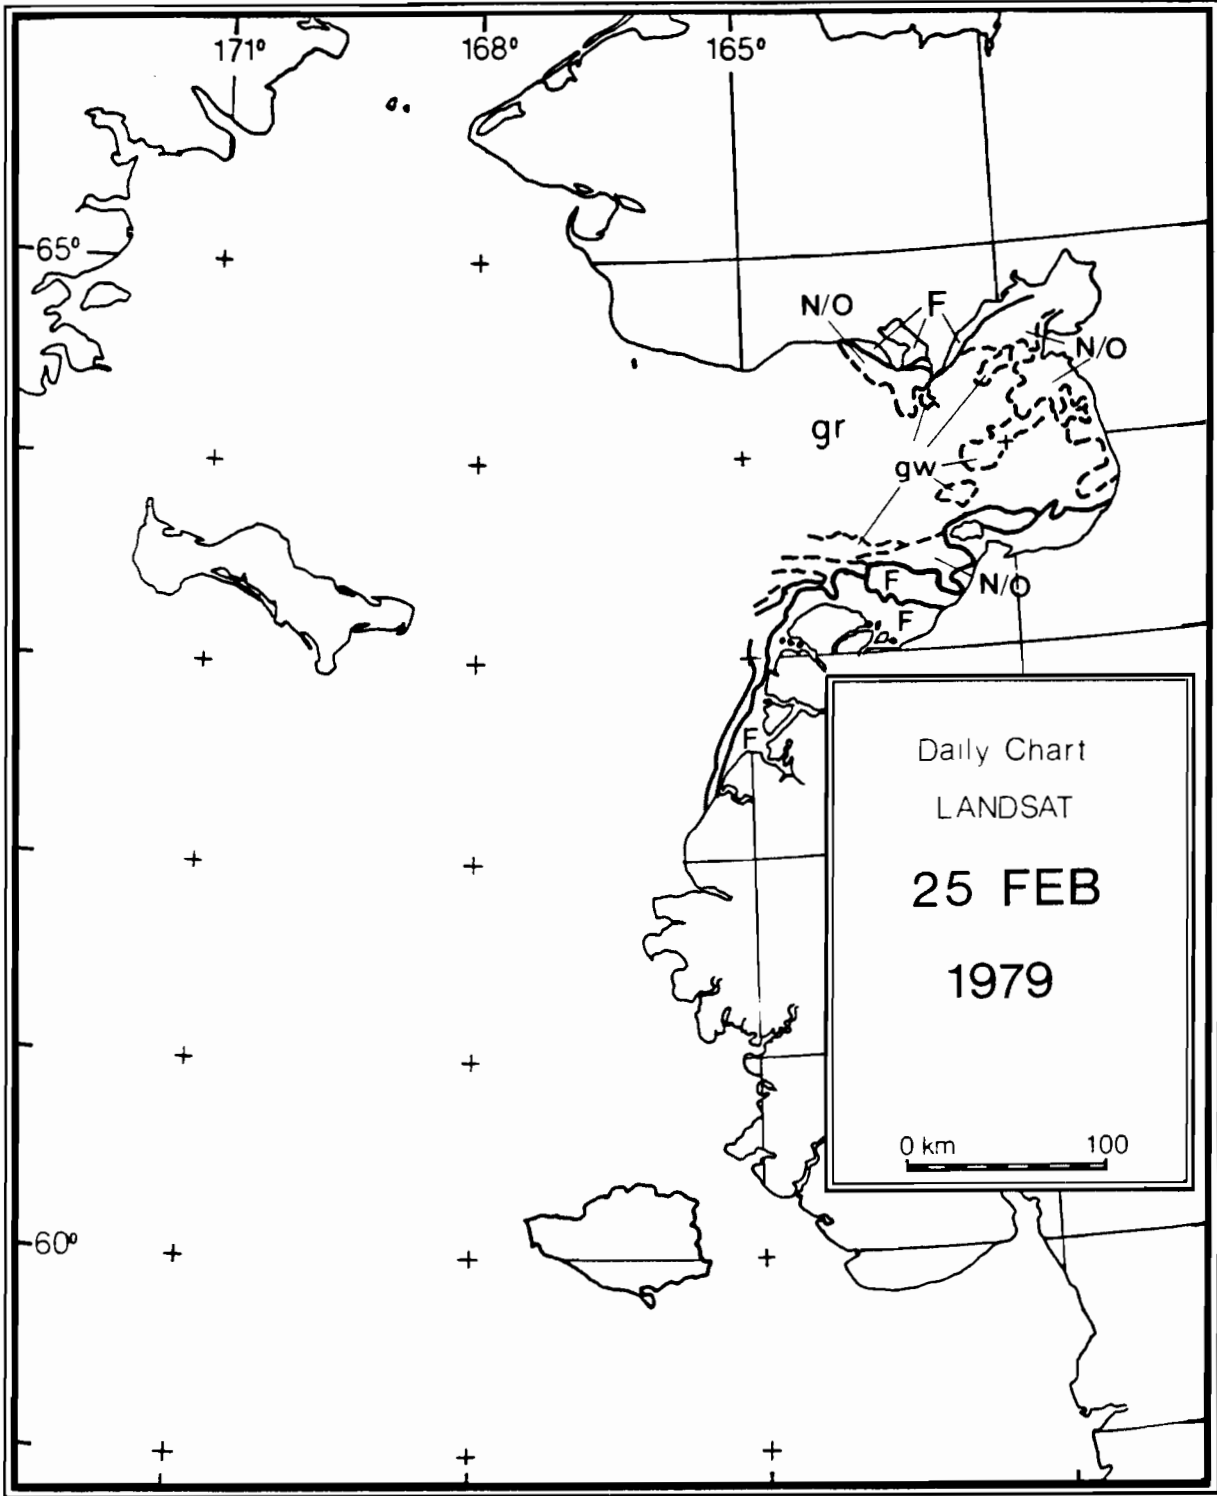 171° 168° 165°
65°
N/O F
N/O
gr
gw
F N/O
F
F
Daily Chart
LANDSAT
25 FEB
1979
0 km 100
60°